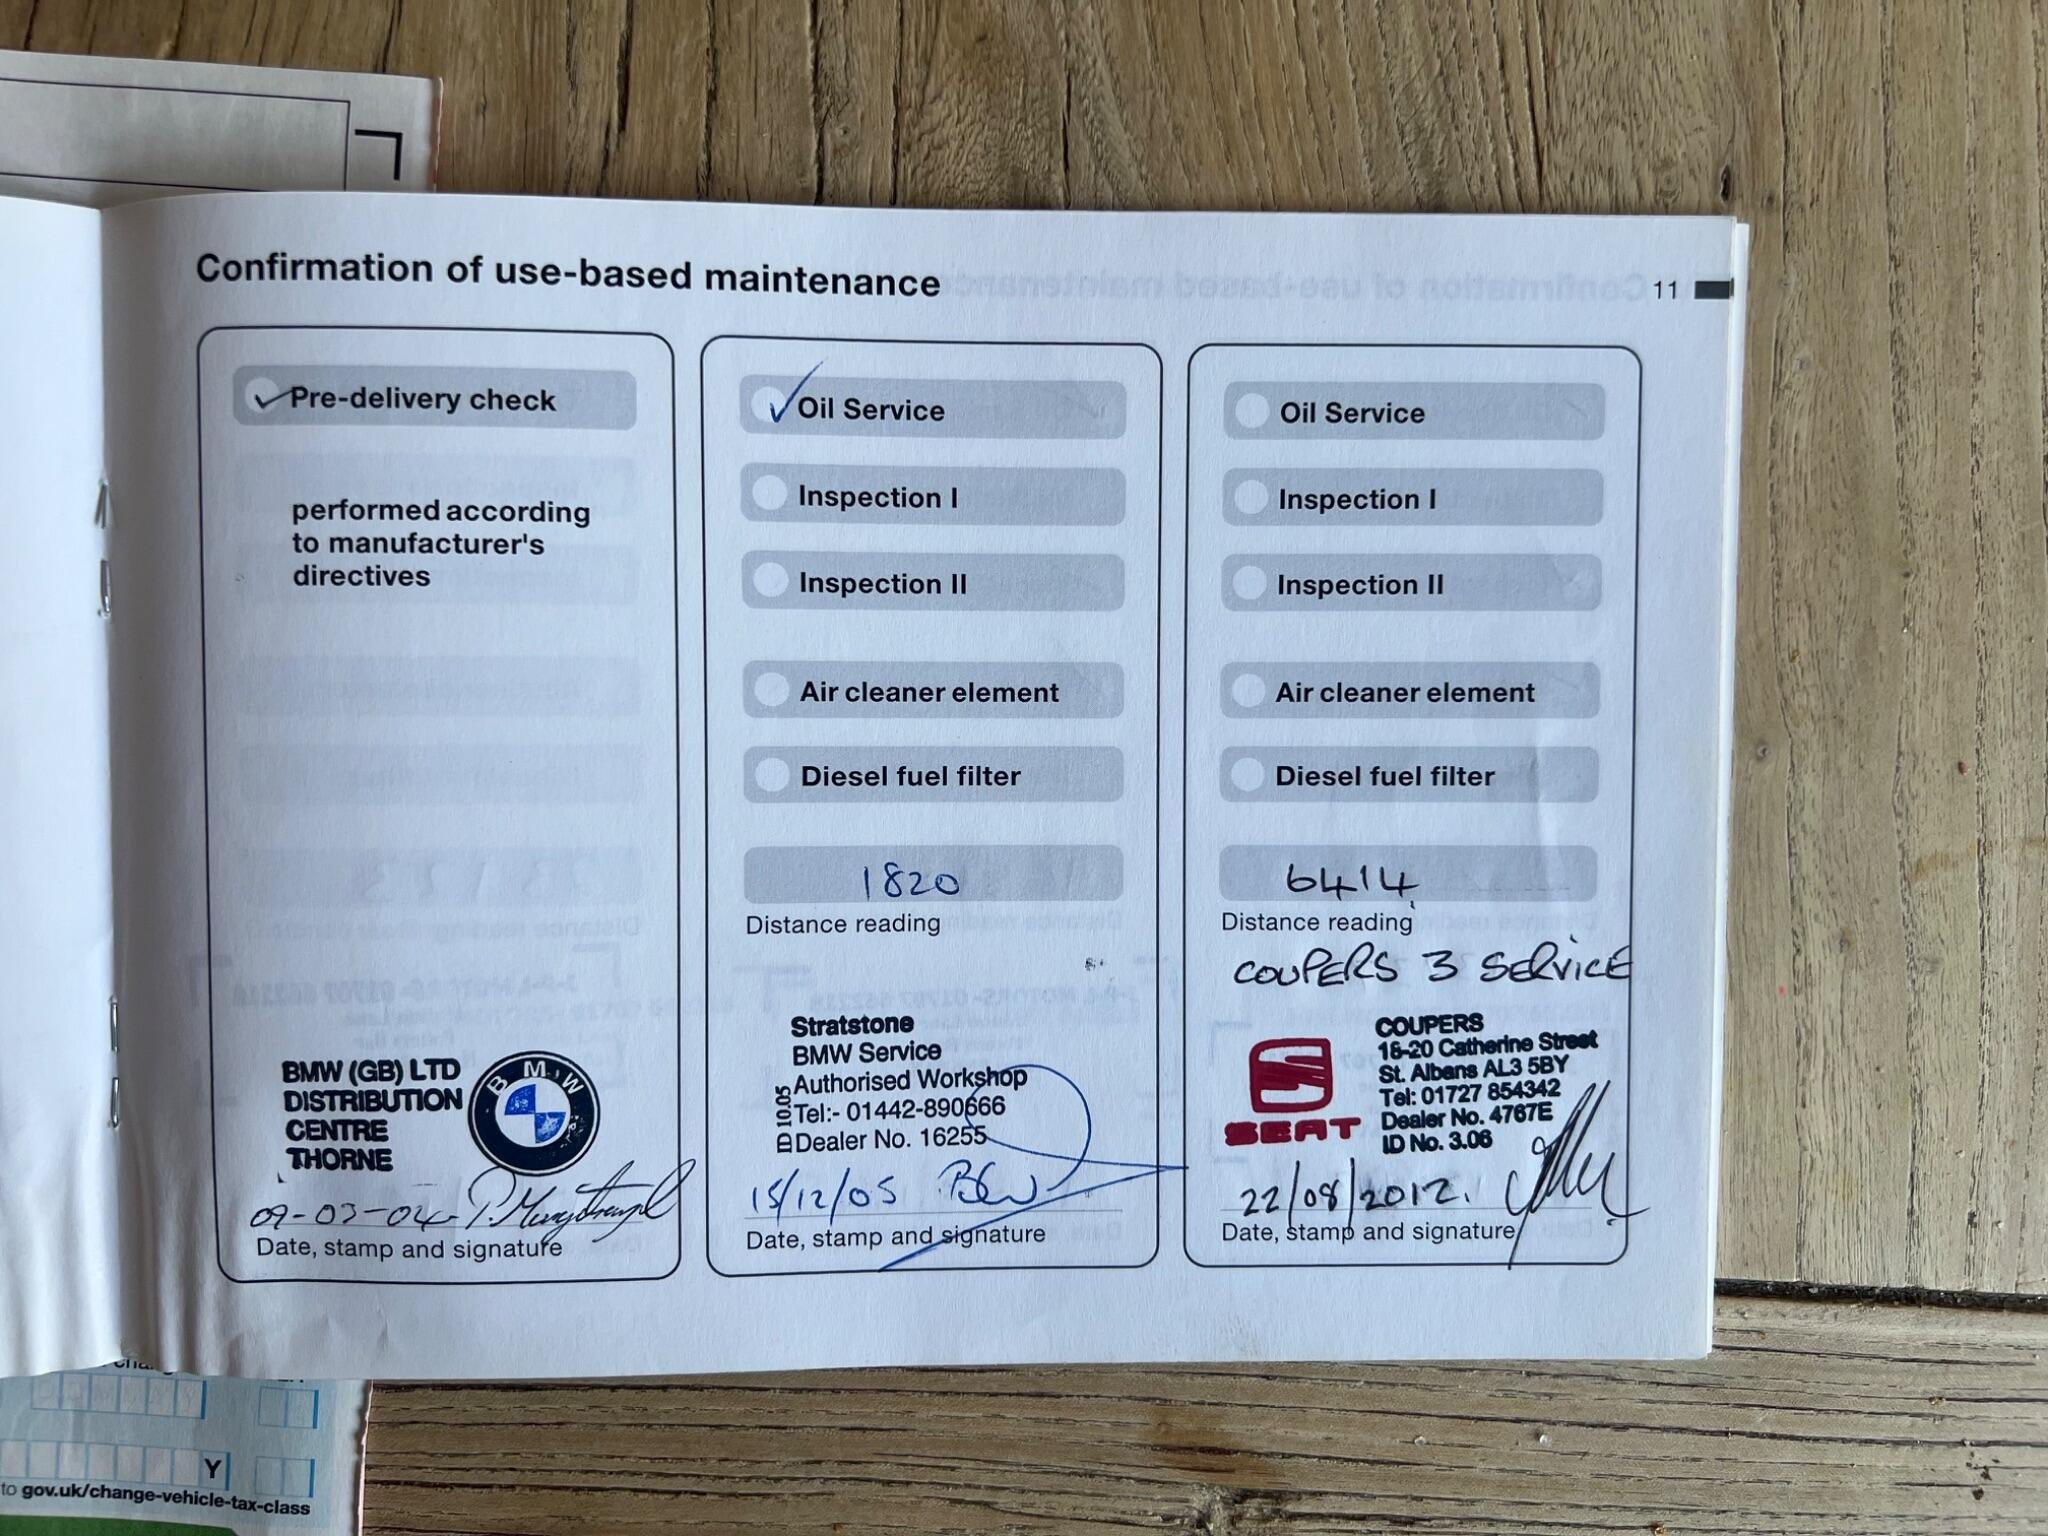 Confirmation of use-based maintenance
11
Pre-delivery check
performed according
to manufacturer's
directives
BMW (GB) LTD
DISTRIBUTION
CENTRE
THORNE
BMW
09-03-04
Date, stamp and signature
Oil Service
Inspection I
Inspection II
Air cleaner element
Diesel fuel filter
1820
Distance reading
Stratstone
BMW Service
Authorised Workshop
Tel:- 01442-890666
Dealer No. 16255
15/12/05
Date, stamp and signature
Oil Service
Inspection I
Inspection II
Air cleaner element
Diesel fuel filter
6414
Distance reading
COUPERS 3 SERVICE
COUPERS
18-20 Catherine Street
St. Albans AL3 5BY
Tel: 01727 854342
Dealer No. 4767E
ID No. 3.06
SEAT
22/08/2012.
Date, stamp and signature
Y
to gov.uk/change-vehicle-tax-class